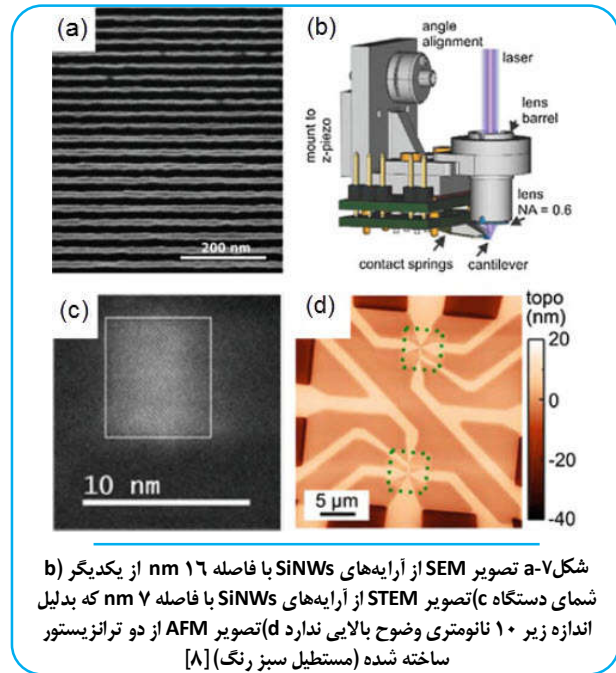 (a)
200 nm
(b)
angle
alignment
laser
lens
barrel
mount to
z-piezo
lens
NA = 0.6
contact springs
cantilever
(c)
10 nm
(d)
5 µm
topo
(nm)
20
0
-20
-40
شکل۷-a تصویر SEM از آرایه‌های SiNWs با فاصله ۱۶ nm از یکدیگر (b
شمای دستگاه c)تصویر STEM از آرایه‌های SiNWs با فاصله ۷ nm که بدلیل
اندازه زیر ۱۰ نانومتری وضوح بالایی ندارد d)تصویر AFM از دو ترانزیستور
ساخته شده (مستطیل سبز رنگ) [۸]